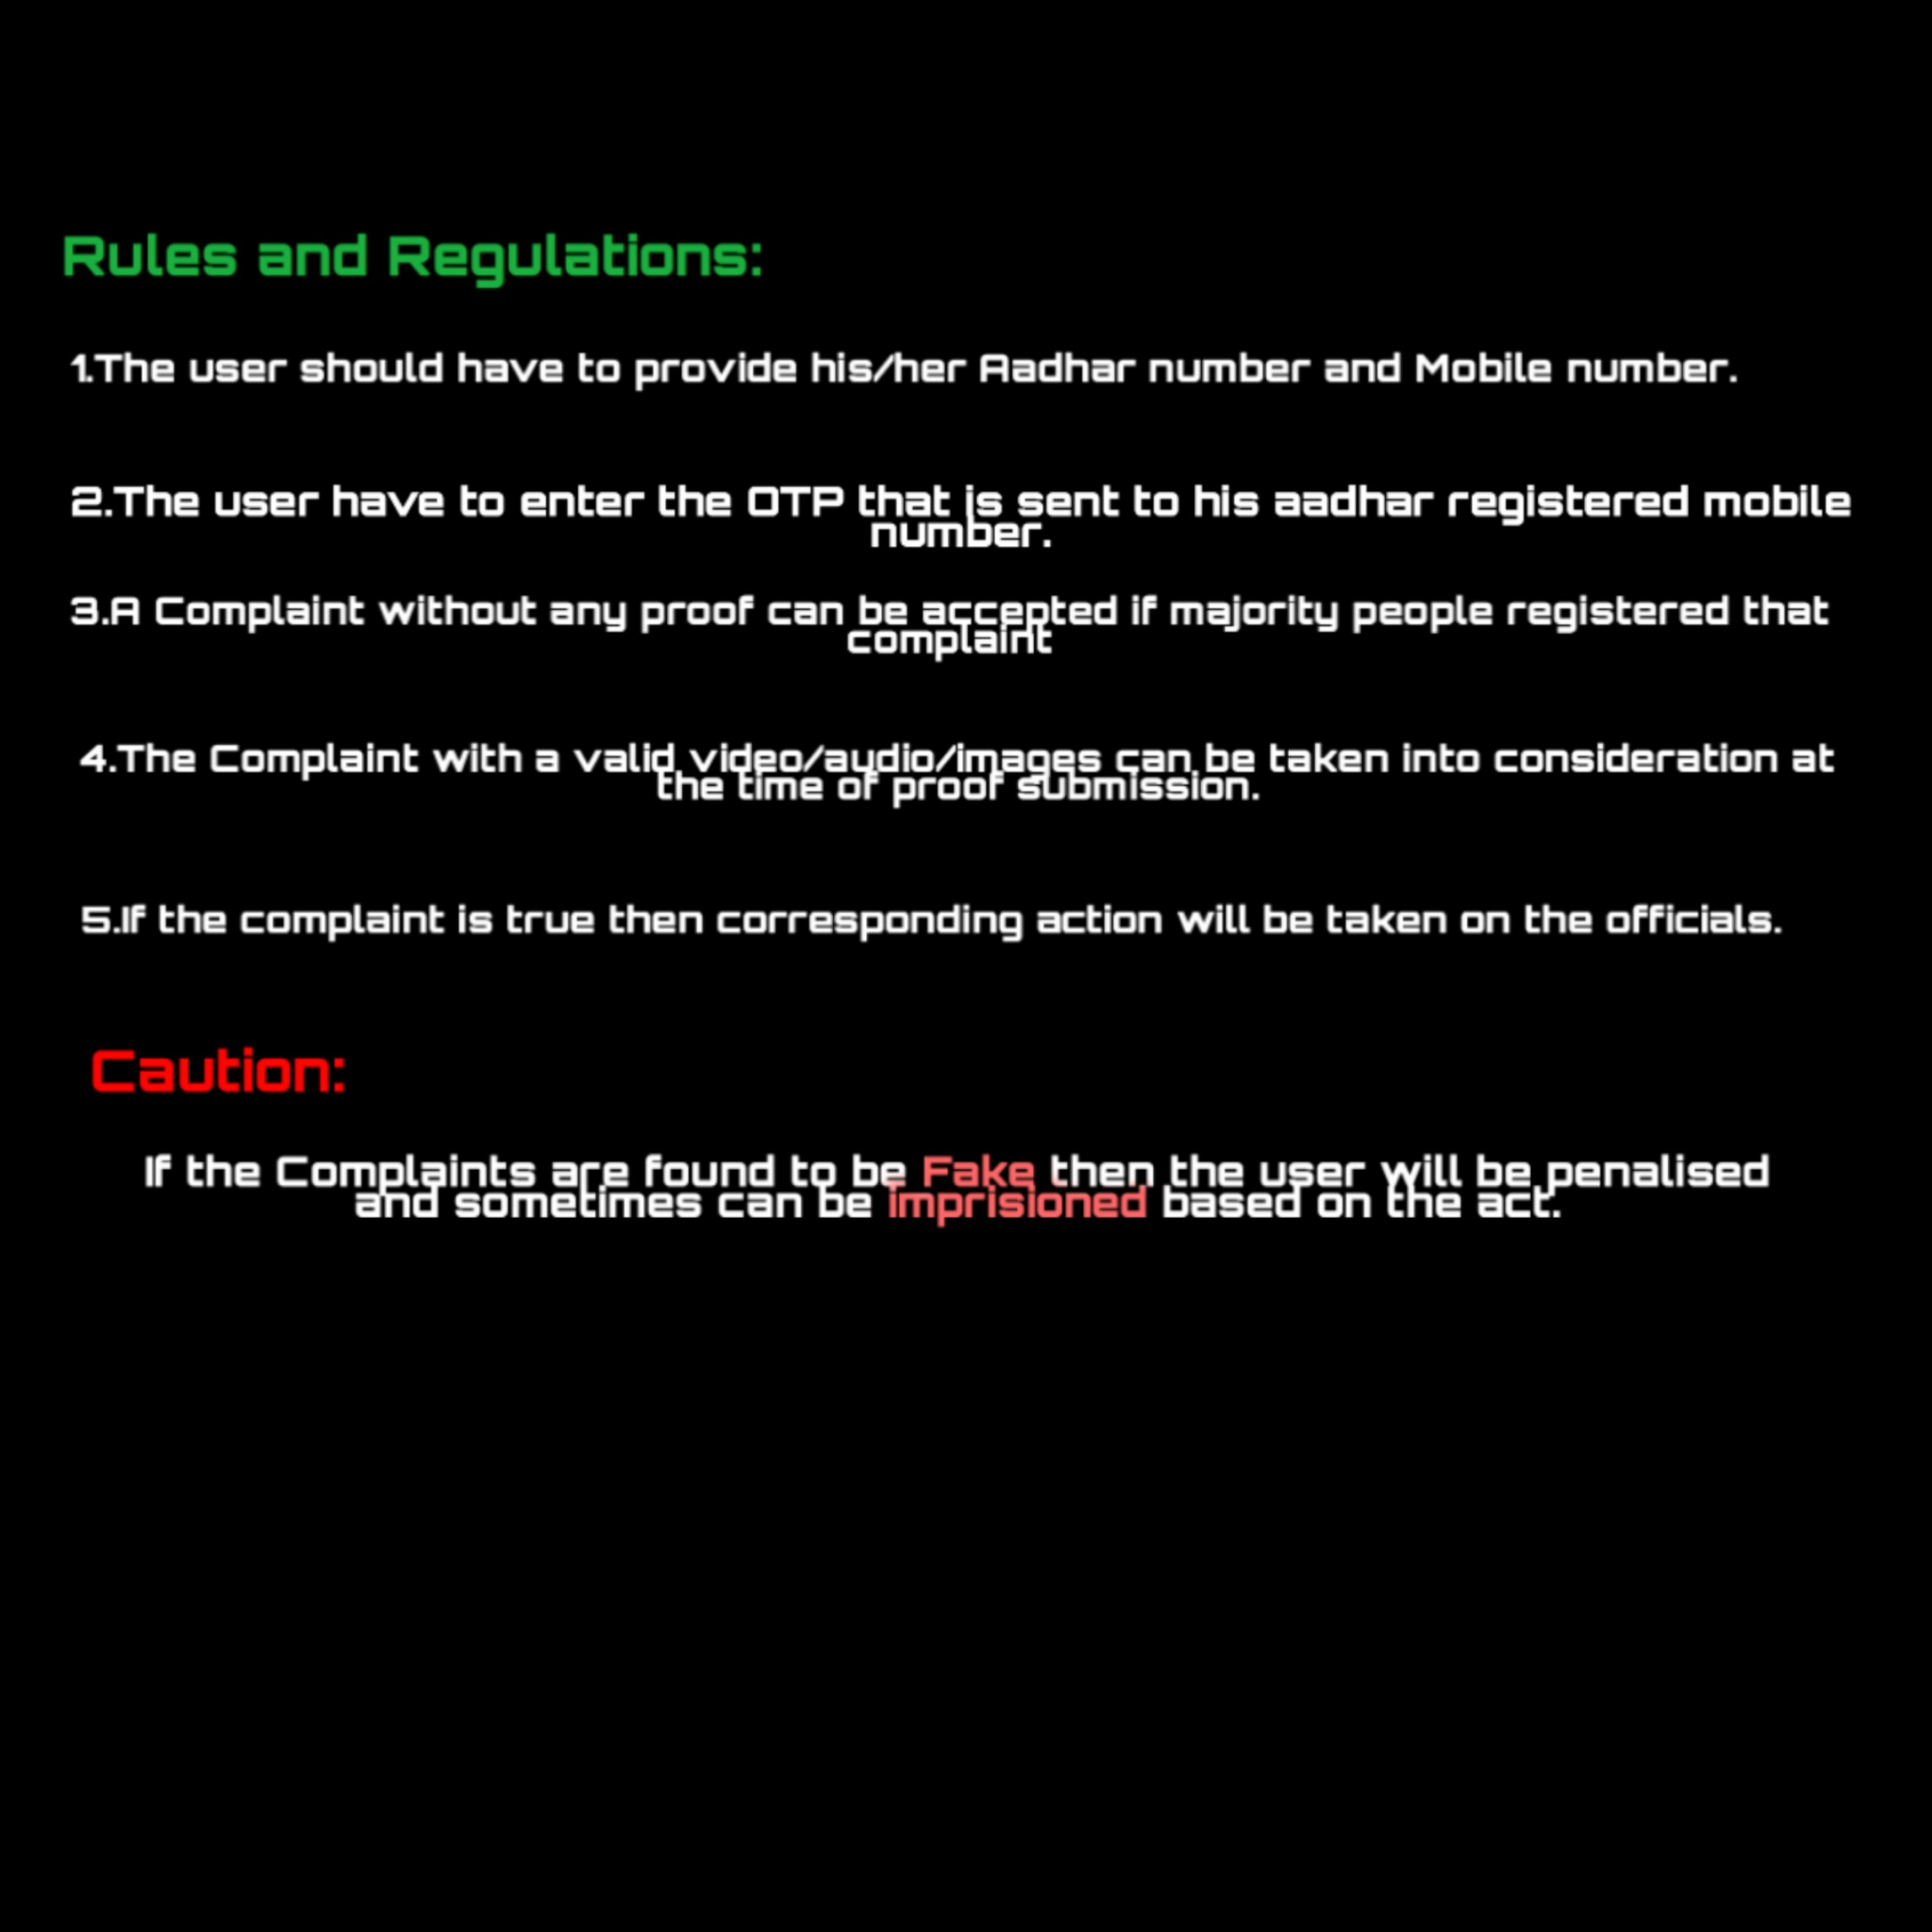 Rules and Regulations:
1.The user should have to provide his/her Aadhar number and Mobile number.
2.The user have to enter the OTP that is sent to his aadhar registered mobile
number.
3.A Complaint without any proof can be accepted if majority people registered that
complaint
4.The Complaint with a valid video/audio/images can be taken into consideration at
the time of proof submission.
5.If the complaint is true then corresponding action will be taken on the officials.
Caution:
If the Complaints are found to be Fake then the user will be penalised
and sometimes can be imprisioned based on the act.